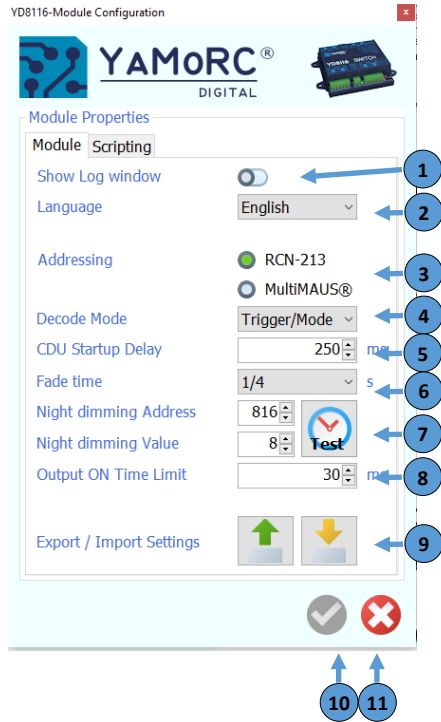 YD8116-Module Configuration x
YAMORC®
DIGITAL
YD8116 SWITCH
Module Properties
Module Scripting
Show Log window 1
Language English 2
Addressing RCN-213 3
MultiMAUS®
Decode Mode Trigger/Mode 4
CDU Startup Delay 250 ms 5
Fade time 1/4 s 6
Night dimming Address 816
Test 7
Night dimming Value 8
Output ON Time Limit 30 8
Export / Import Settings 9
10 11